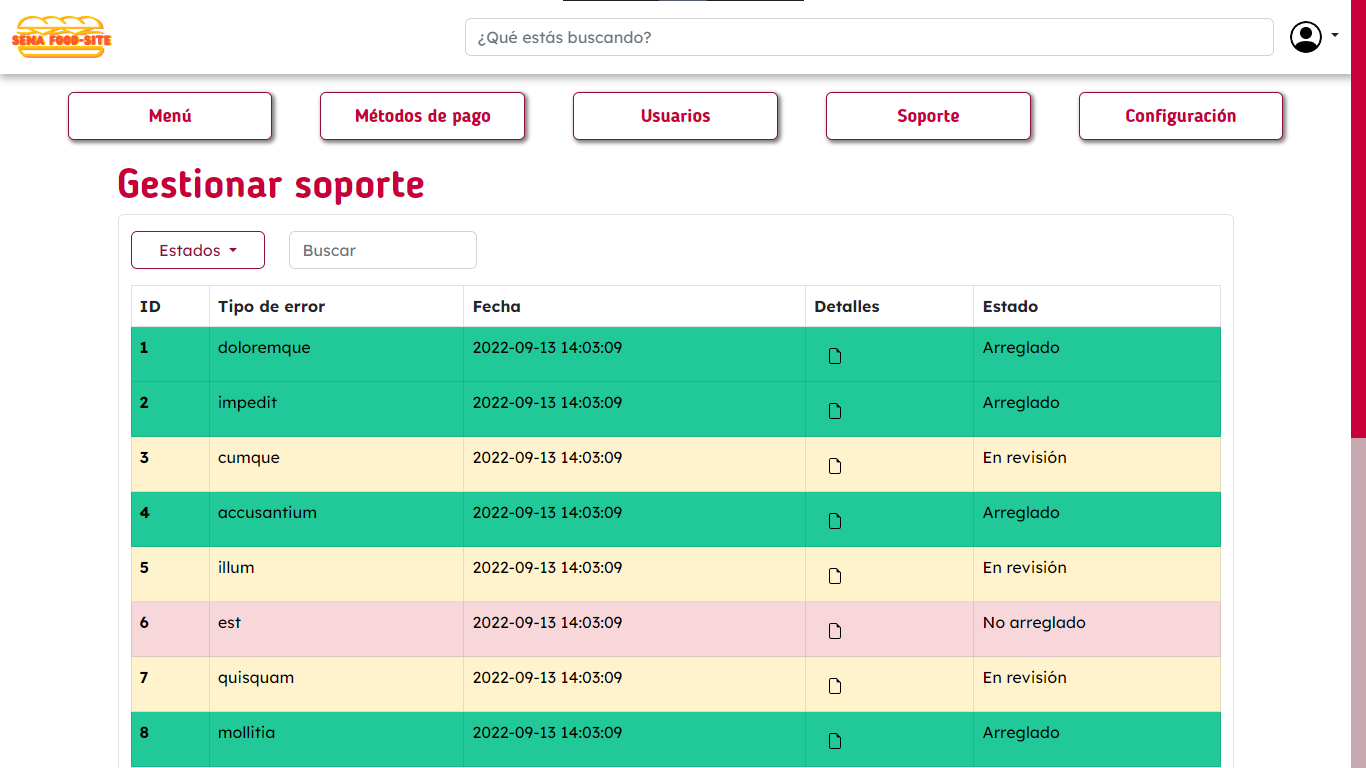 SENA FOOD-SITE
¿Qué estás buscando?
Menú Métodos de pago Usuarios Soporte Configuración
Gestionar soporte
Estados Buscar
ID Tipo de error Fecha Detalles Estado
1 doloremque 2022-09-13 14:03:09 Arreglado
2 impedit 2022-09-13 14:03:09 Arreglado
3 cumque 2022-09-13 14:03:09 En revisión
4 accusantium 2022-09-13 14:03:09 Arreglado
5 illum 2022-09-13 14:03:09 En revisión
6 est 2022-09-13 14:03:09 No arreglado
7 quisquam 2022-09-13 14:03:09 En revisión
8 mollitia 2022-09-13 14:03:09 Arreglado